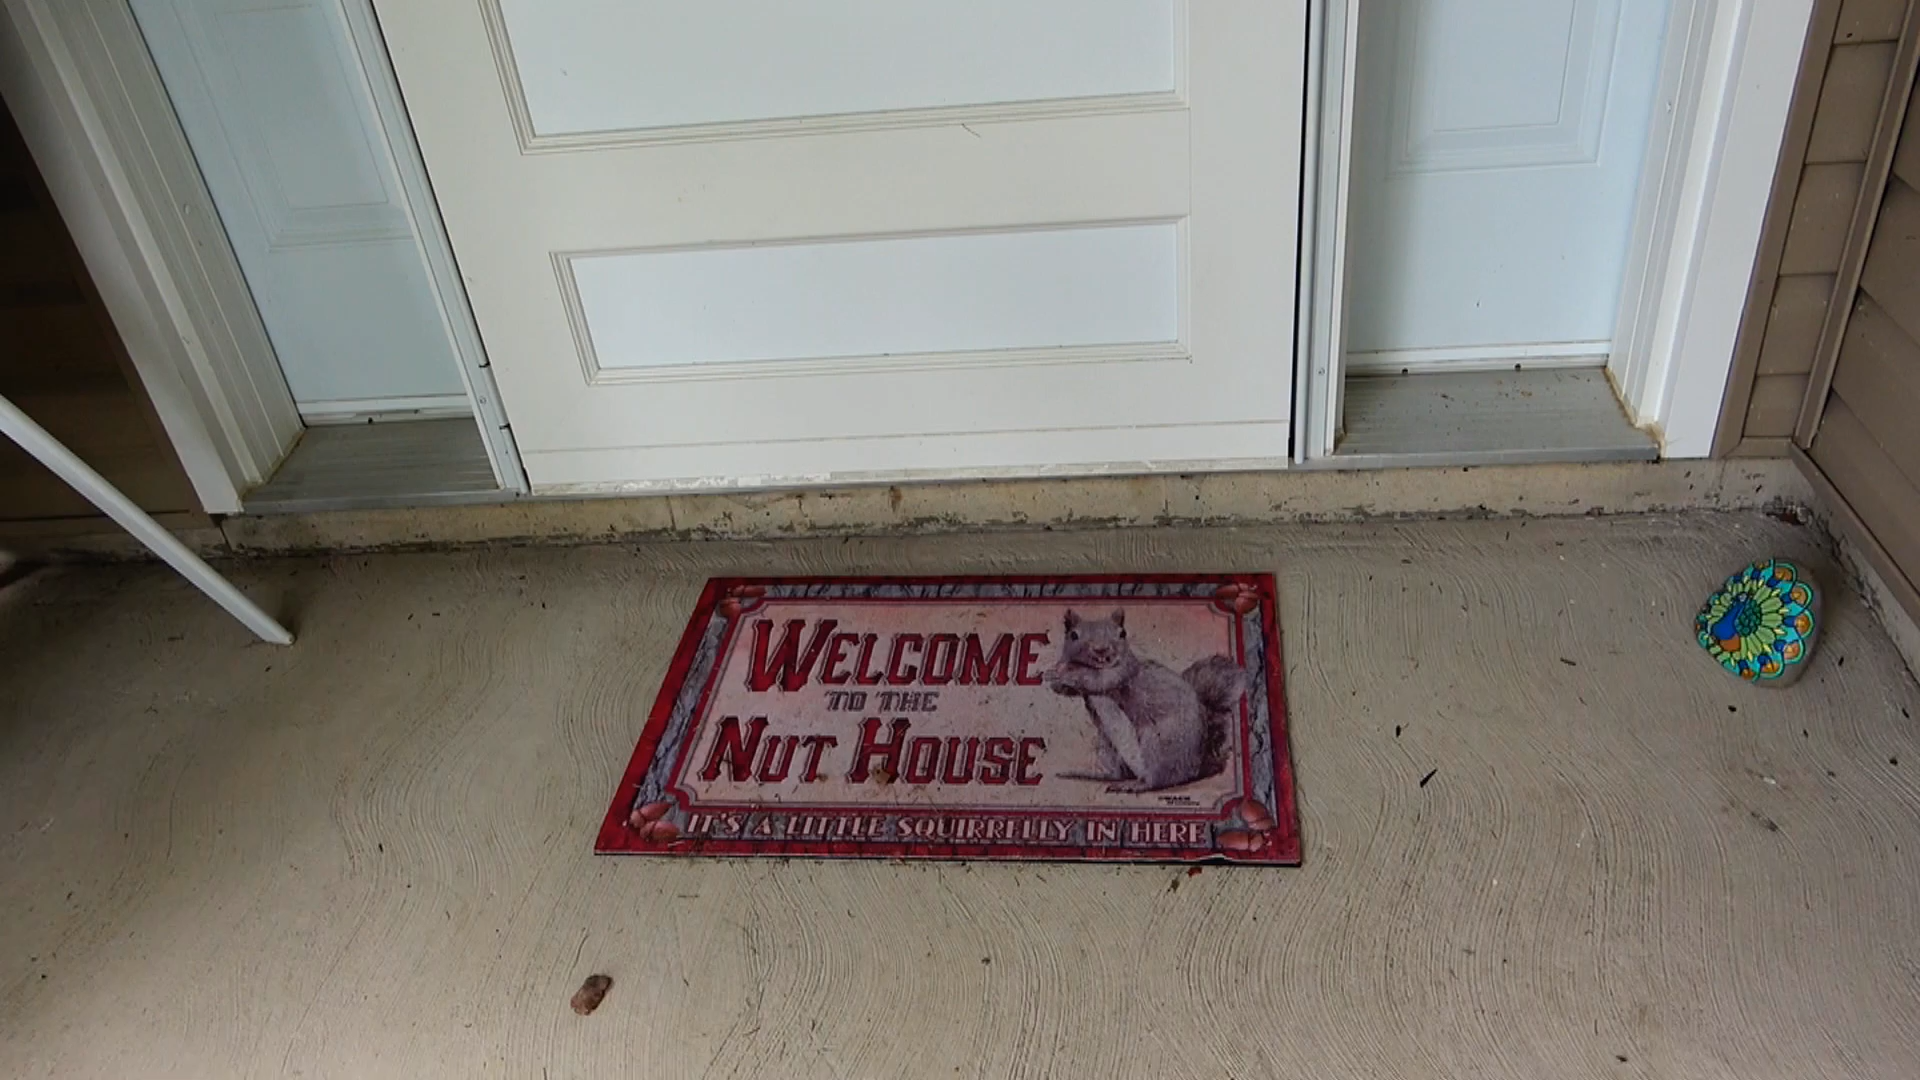 WELCOME
TO THE
NUT HOUSE
IT'S A LITTLE SQUIRRELLY IN HERE